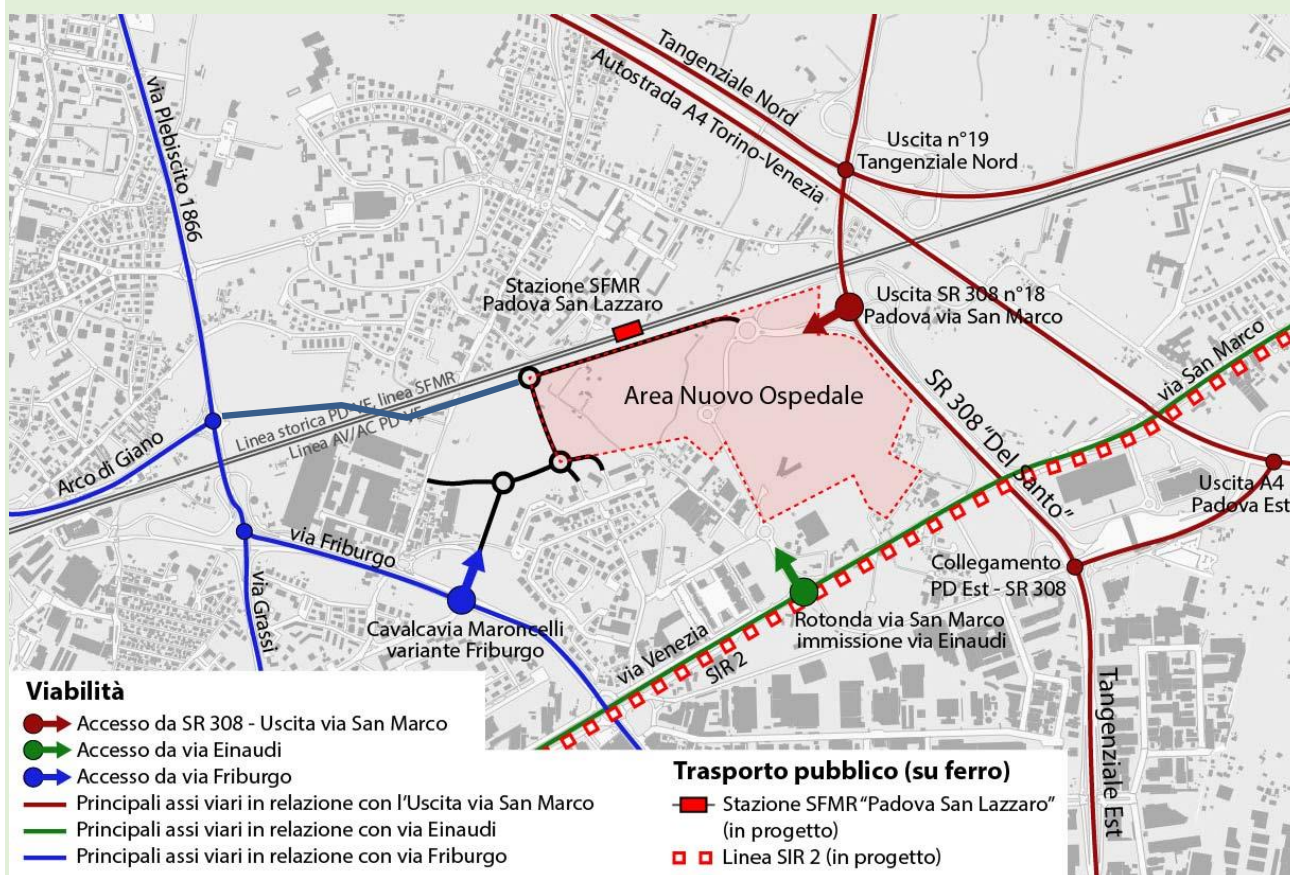 Tangenziale Nord
Autostrada A4 Torino-Venezia
via Plebiscito 1866
Uscita n°19
Tangenziale Nord
Stazione SFMR
Padova San Lazzaro
Uscita SR 308 n°18
Padova via San Marco
via San Marco
Area Nuovo Ospedale
SR 308 "Del Santo"
Linea storica PD-VE, linea SFMR
Linea AV/AC PD-VE
Arco di Giano
Uscita A4
Padova Est
via Friburgo
via Grassi
Collegamento
PD Est - SR 308
Cavalcavia Maroncelli
variante Friburgo
Rotonda via San Marco
immissione via Einaudi
via Venezia
SIR 2
Tangenziale Est
Viabilità
Accesso da SR 308 - Uscita via San Marco
Accesso da via Einaudi
Accesso da via Friburgo
Principali assi viari in relazione con l'Uscita via San Marco
Principali assi viari in relazione con via Einaudi
Principali assi viari in relazione con via Friburgo
Trasporto pubblico (su ferro)
Stazione SFMR "Padova San Lazzaro"
(in progetto)
Linea SIR 2 (in progetto)